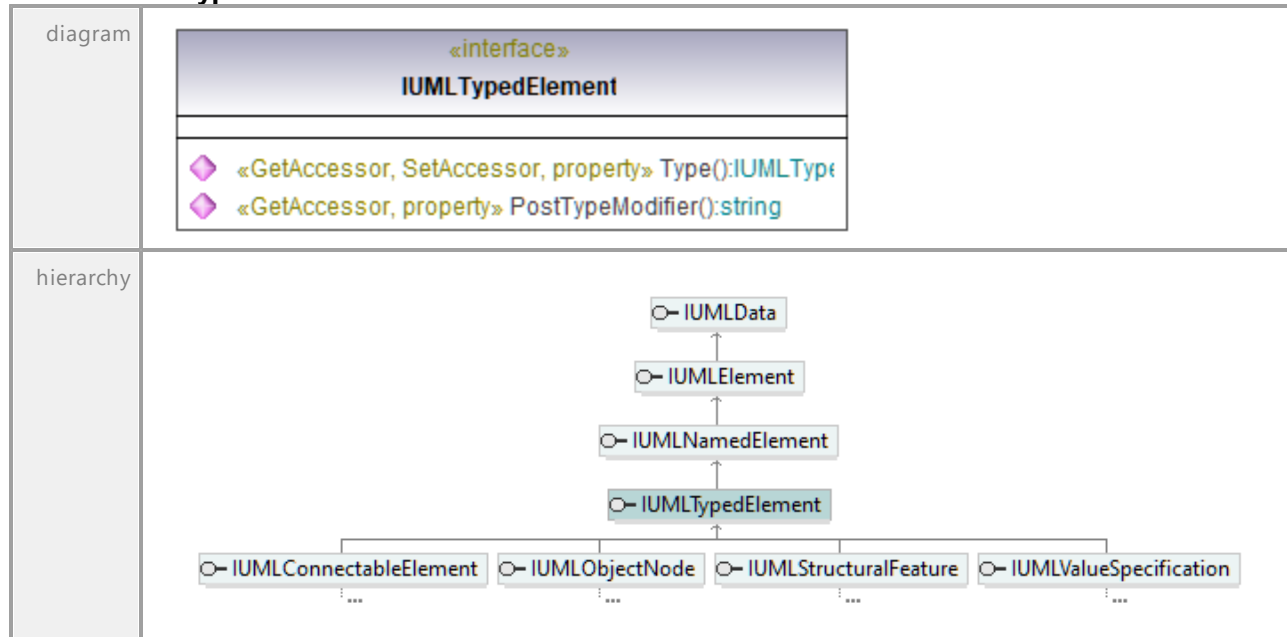 diagram
«interface»
IUMLTypedElement
«GetAccessor, SetAccessor, property» Type():IUMLType
«GetAccessor, property» PostTypeModifier():string
hierarchy
IUMLData
IUMLElement
IUMLNamedElement
IUMLTypedElement
IUMLConnectableElement IUMLObjectNode IUMLStructuralFeature IUMLValueSpecification
... ... ... ...